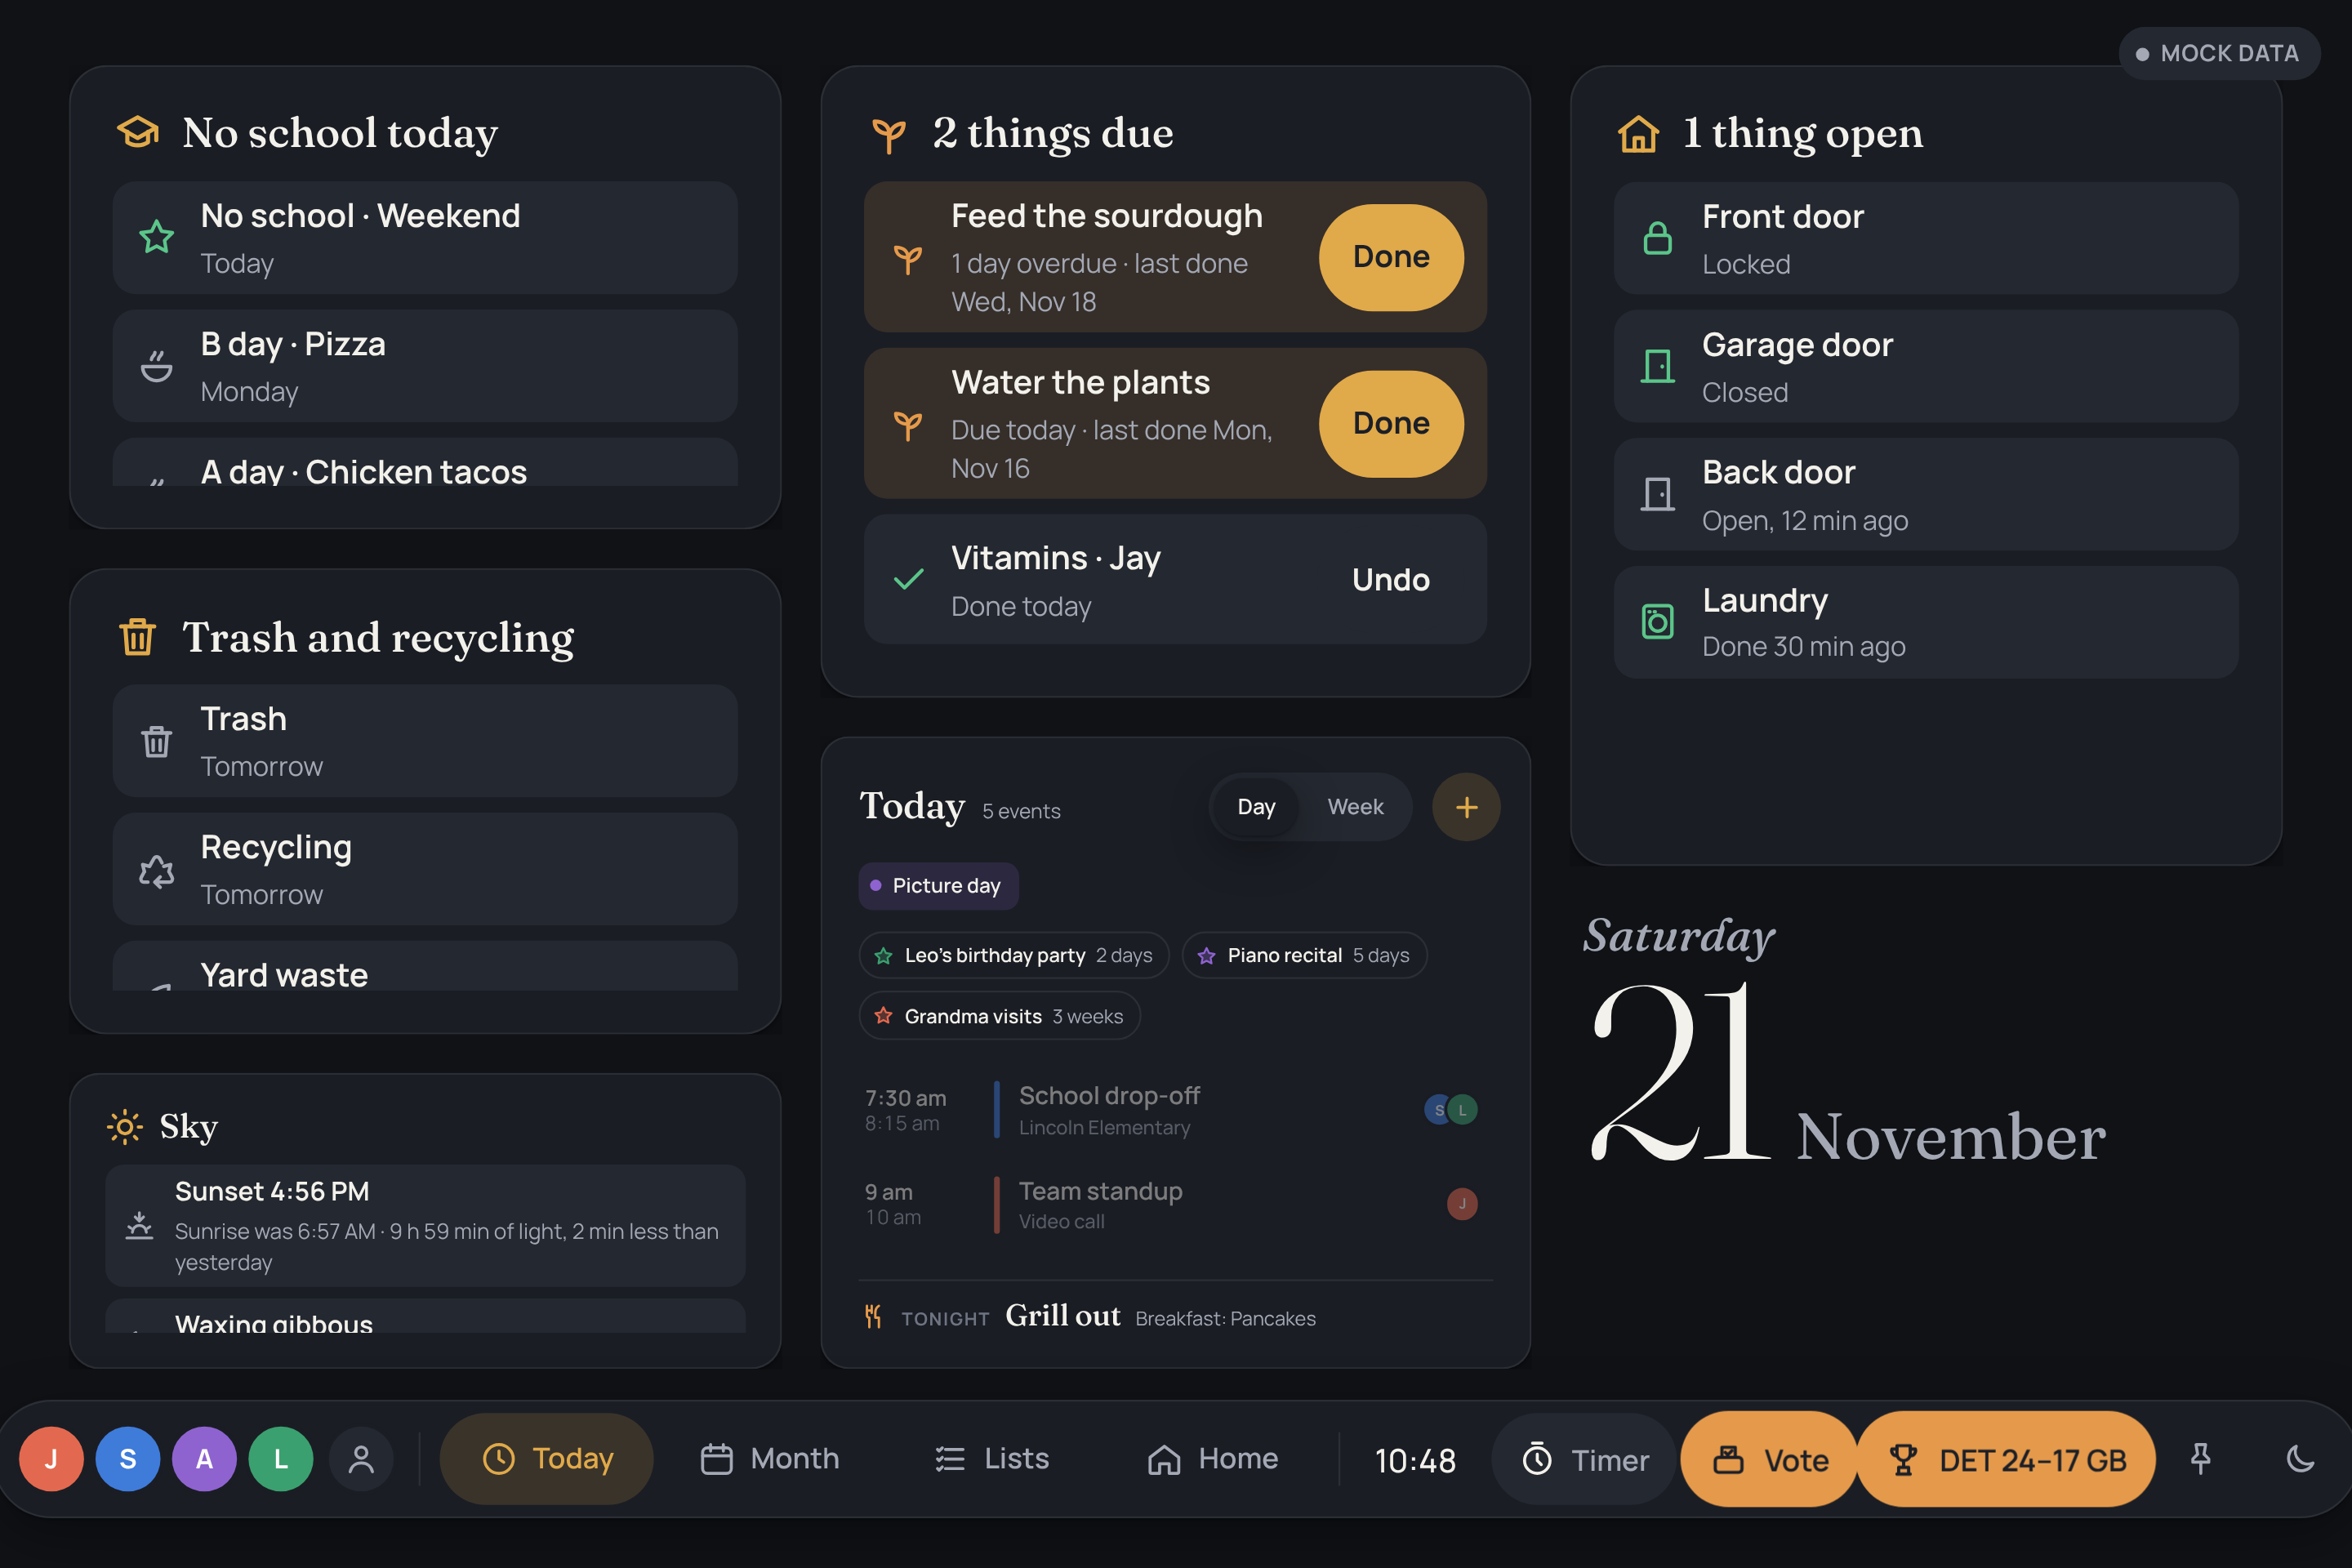 MOCK DATA
No school today
No school · Weekend
Today
B day · Pizza
Monday
A day · Chicken tacos
Trash and recycling
Trash
Tomorrow
Recycling
Tomorrow
Yard waste
Sky
Sunset 4:56 PM
Sunrise was 6:57 AM · 9 h 59 min of light, 2 min less than
yesterday
Waxing gibbous
2 things due
Feed the sourdough
1 day overdue · last done
Wed, Nov 18
Done
Water the plants
Due today · last done Mon,
Nov 16
Done
Vitamins · Jay
Done today
Undo
Today 5 events
Day Week
Picture day
Leo's birthday party 2 days
Piano recital 5 days
Grandma visits 3 weeks
7:30 am
8:15 am
School drop-off
Lincoln Elementary
S L
9 am
10 am
Team standup
Video call
J
TONIGHT Grill out Breakfast: Pancakes
1 thing open
Front door
Locked
Garage door
Closed
Back door
Open, 12 min ago
Laundry
Done 30 min ago
Saturday
21 November
J S A L Today Month Lists Home 10:48 Timer Vote DET 24–17 GB